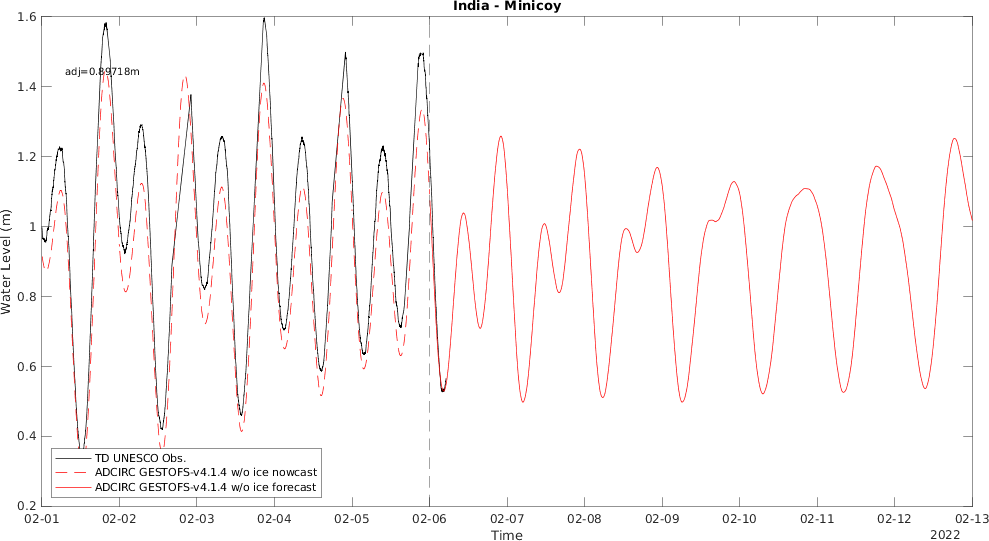 India - Minicoy
1.6
1.4
1.2
1
0.8
0.6
0.4
0.2
Water Level (m)
adj=0.89718m
TD UNESCO Obs.
ADCIRC GESTOFS-v4.1.4 w/o ice nowcast
ADCIRC GESTOFS-v4.1.4 w/o ice forecast
02-01 02-02 02-03 02-04 02-05 02-06 02-07 02-08 02-09 02-10 02-11 02-12 02-13
Time
2022